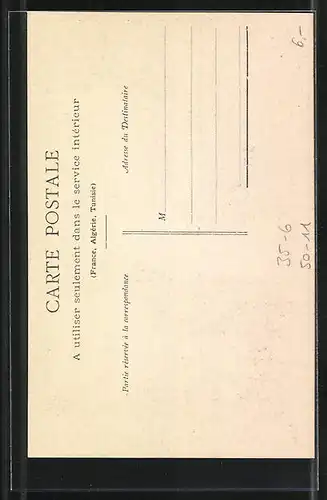 CARTE POSTALE
A utiliser seulement dans le service intérieur
(France, Algérie, Tunisie)
Partie réservée à la correspondance
Adresse du Destinataire
M
35-6
50-11
6,-